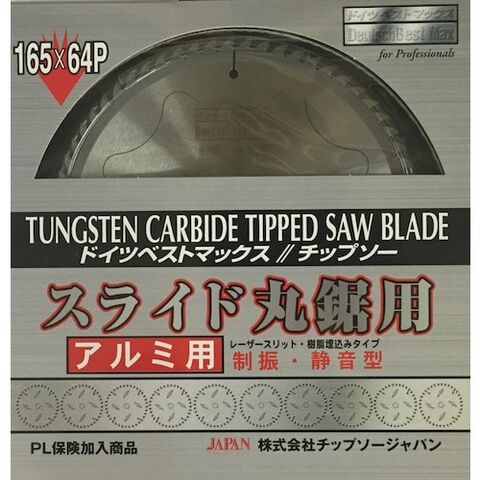 165×64P
ドイツベストマックス
DeutschBest Max
for Professionals
TUNGSTEN CARBIDE TIPPED SAW BLADE
ドイツベストマックス // チップソー
スライド丸鋸用
アルミ用
レーザースリット・樹脂埋込みタイプ
制振・静音型
PL保険加入商品
JAPAN 株式会社チップソージャパン